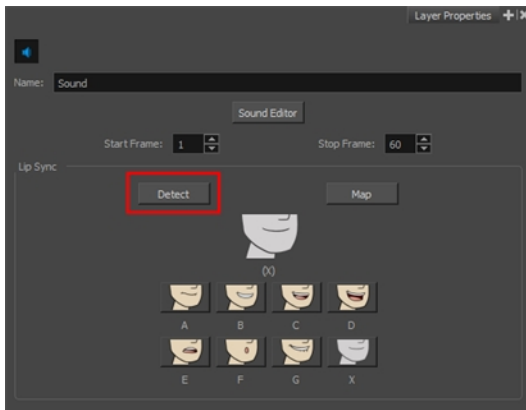 Layer Properties
Name: Sound
Sound Editor
Start Frame: 1 Stop Frame: 60
Lip Sync
Detect Map
(X)
A B C D
E F G X